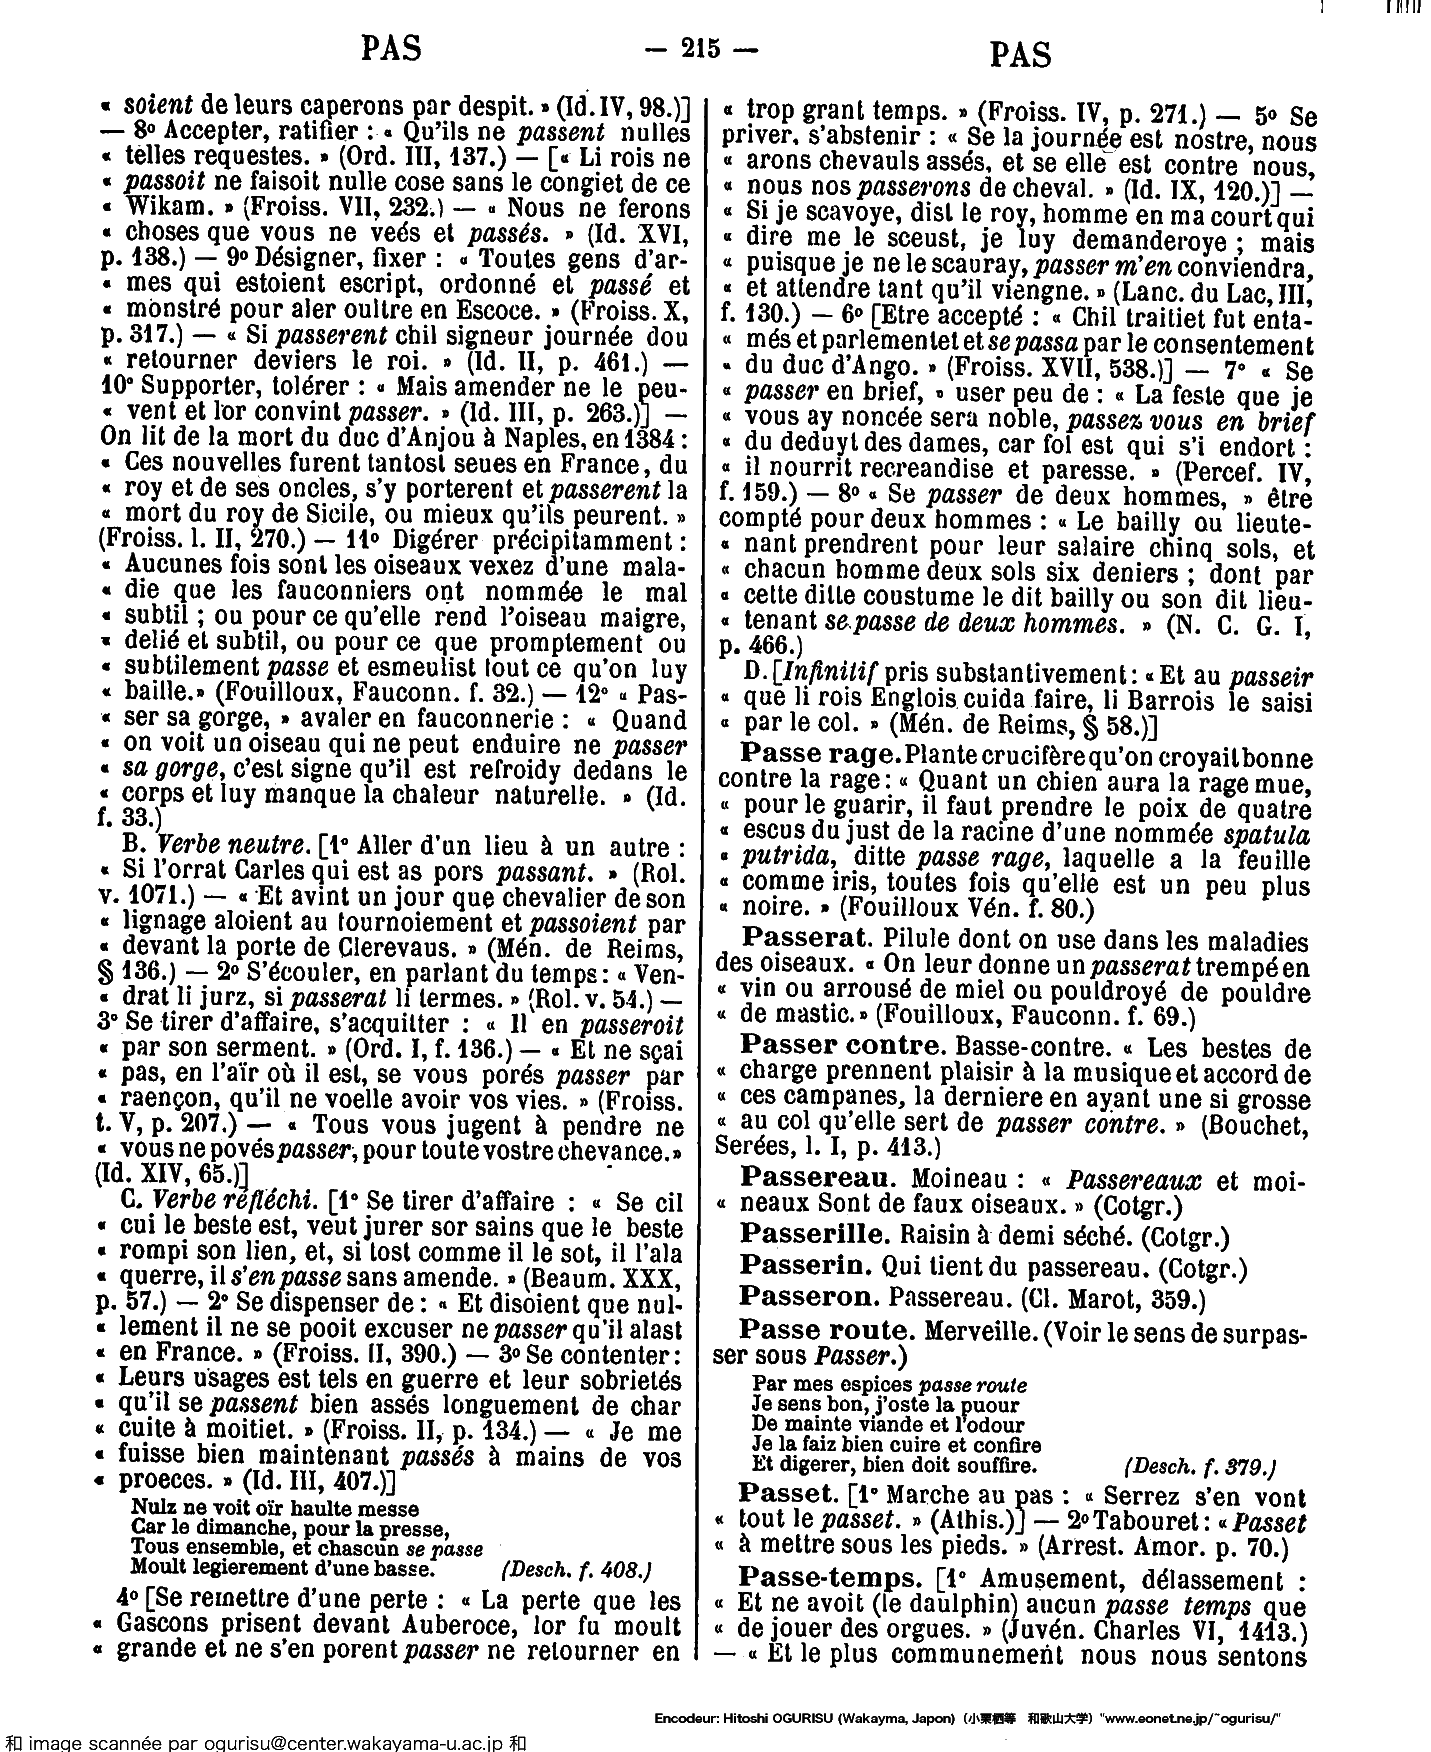 PAS
— 215 —
PAS
« soient de leurs caperons par despit. » (Id. IV, 98.)]
— 8º Accepter, ratifier : « Qu'ils ne passent nulles
« telles requestes. » (Ord. III, 137.) — [« Li rois ne
« passoit ne faisoit nulle cose sans le congiet de ce
« Wikam. » (Froiss. VII, 232.) — « Nous ne ferons
« choses que vous ne veés et passés. » (Id. XVI,
p. 138.) — 9º Désigner, fixer : « Toutes gens d'ar-
« mes qui estoient escript, ordonné et passé et
« monstré pour aler oultre en Escoce. » (Froiss. X,
p. 317.) — « Si passerent chil signeur journée dou
« retourner deviers le roi. » (Id. II, p. 461.) —
10º Supporter, tolérer : « Mais amender ne le peu-
« vent et lor convint passer. » (Id. III, p. 263.)] —
On lit de la mort du duc d'Anjou à Naples, en 1384 :
« Ces nouvelles furent tantost seues en France, du
« roy et de ses oncles, s'y porterent et passerent la
« mort du roy de Sicile, ou mieux qu'ils peurent. »
(Froiss. l. II, 270.) — 11º Digérer précipitamment :
« Aucunes fois sont les oiseaux vexez d'une mala-
« die que les fauconniers ont nommée le mal
« subtil ; ou pour ce qu'elle rend l'oiseau maigre,
« delié et subtil, ou pour ce que promptement ou
« subtilement passe et esmeulist tout ce qu'on luy
« baille.» (Fouilloux, Fauconn. f. 32.) — 12º « Pas-
« ser sa gorge, » avaler en fauconnerie : « Quand
« on voit un oiseau qui ne peut enduire ne passer
« sa gorge, c'est signe qu'il est refroidy dedans le
« corps et luy manque la chaleur naturelle. » (Id.
f. 33.)
B. Verbe neutre. [1º Aller d'un lieu à un autre :
« Si l'orrat Carles qui est as pors passant. » (Rol.
v. 1071.) — « Et avint un jour que chevalier de son
« lignage aloient au tournoiement et passoient par
« devant la porte de Clerevaus. » (Mén. de Reims,
§ 136.) — 2º S'écouler, en parlant du temps : « Ven-
« drat li jurz, si passerat li termes. » (Rol. v. 54.) —
3º Se tirer d'affaire, s'acquitter : « Il en passeroit
« par son serment. » (Ord. I, f. 136.) — « Et ne sçai
« pas, en l'aïr où il est, se vous porés passer par
« raençon, qu'il ne voelle avoir vos vies. » (Froiss.
t. V, p. 207.) — « Tous vous jugent à pendre ne
« vous ne povés passer, pour toute vostre chevance.»
(Id. XIV, 65.)]
C. Verbe réfléchi. [1º Se tirer d'affaire : « Se cil
« cui le beste est, veut jurer sor sains que le beste
« rompi son lien, et, si tost comme il le sot, il l'ala
« querre, il s'en passe sans amende. » (Beaum. XXX,
p. 57.) — 2º Se dispenser de : « Et disoient que nul-
« lement il ne se pooit excuser ne passer qu'il alast
« en France. » (Froiss. II, 390.) — 3º Se contenter :
« Leurs usages est tels en guerre et leur sobrietés
« qu'il se passent bien assés longuement de char
« cuite à moitiet. » (Froiss. II, p. 134.) — « Je me
« fuisse bien maintenant passés à mains de vos
« proeces. » (Id. III, 407.)]
Nulz ne voit oïr haulte messe
Car le dimanche, pour la presse,
Tous ensemble, et chascun se passe
Moult legierement d'une basse. (Desch. f. 408.)
4º [Se remettre d'une perte : « La perte que les
« Gascons prisent devant Auberoce, lor fu moult
« grande et ne s'en porent passer ne retourner en
« trop grant temps. » (Froiss. IV, p. 271.) — 5º Se
priver, s'abstenir : « Se la journée est nostre, nous
« arons chevauls assés, et se elle est contre nous,
« nous nos passerons de cheval. » (Id. IX, 120.)] —
« Si je scavoye, dist le roy, homme en ma court qui
« dire me le sceust, je luy demanderoye ; mais
« puisque je ne le scauray, passer m'en conviendra,
« et attendre tant qu'il viengne. » (Lanc. du Lac, III,
f. 130.) — 6º [Etre accepté : « Chil traitiet fut enta-
« més et parlementet et se passa par le consentement
« du duc d'Ango. » (Froiss. XVII, 538.)] — 7º « Se
« passer en brief, » user peu de : « La feste que je
« vous ay noncée sera noble, passez vous en brief
« du deduyt des dames, car fol est qui s'i endort :
« il nourrit recreandise et paresse. » (Percef. IV,
f. 159.) — 8º « Se passer de deux hommes, » être
compté pour deux hommes : « Le bailly ou lieute-
« nant prendrent pour leur salaire chinq sols, et
« chacun homme deux sols six deniers ; dont par
« cette ditte coustume le dit bailly ou son dit lieu-
« tenant se passe de deux hommes. » (N. C. G. I,
p. 466.)
D. [Infinitif pris substantivement : « Et au passeir
« que li rois Englois cuida faire, li Barrois le saisi
« par le col. » (Mén. de Reims, § 58.)]
Passe rage. Plante crucifère qu'on croyait bonne
contre la rage : « Quant un chien aura la rage mue,
« pour le guarir, il faut prendre le poix de quatre
« escus du just de la racine d'une nommée spatula
« putrida, ditte passe rage, laquelle a la feuille
« comme iris, toutes fois qu'elle est un peu plus
« noire. » (Fouilloux Vén. f. 80.)
Passerat. Pilule dont on use dans les maladies
des oiseaux. « On leur donne un passerat trempé en
« vin ou arrousé de miel ou pouldroyé de pouldre
« de mastic.» (Fouilloux, Fauconn. f. 69.)
Passer contre. Basse-contre. « Les bestes de
« charge prennent plaisir à la musique et accord de
« ces campanes, la derniere en ayant une si grosse
« au col qu'elle sert de passer contre. » (Bouchet,
Serées, l. I, p. 413.)
Passereau. Moineau : « Passereaux et moi-
« neaux Sont de faux oiseaux. » (Cotgr.)
Passerille. Raisin à demi séché. (Cotgr.)
Passerin. Qui tient du passereau. (Cotgr.)
Passeron. Passereau. (Cl. Marot, 359.)
Passe route. Merveille. (Voir le sens de surpas-
ser sous Passer.)
Par mes espices passe route
Je sens bon, j'oste la puour
De mainte viande et l'odour
Je la faiz bien cuire et confire
Et digerer, bien doit souffire. (Desch. f. 379.)
Passet. [1º Marche au pas : « Serrez s'en vont
« tout le passet. » (Athis.)] — 2º Tabouret : « Passet
« à mettre sous les pieds. » (Arrest. Amor. p. 70.)
Passe-temps. [1º Amusement, délassement :
« Et ne avoit (le daulphin) aucun passe temps que
« de jouer des orgues. » (Juvén. Charles VI, 1413.)
— « Et le plus communement nous nous sentons
Encodeur: Hitoshi OGURISU (Wakayma, Japon) (小栗栖等 和歌山大学) "www.eonet.ne.jp/~ogurisu/"
和 image scannée par ogurisu@center.wakayama-u.ac.jp 和